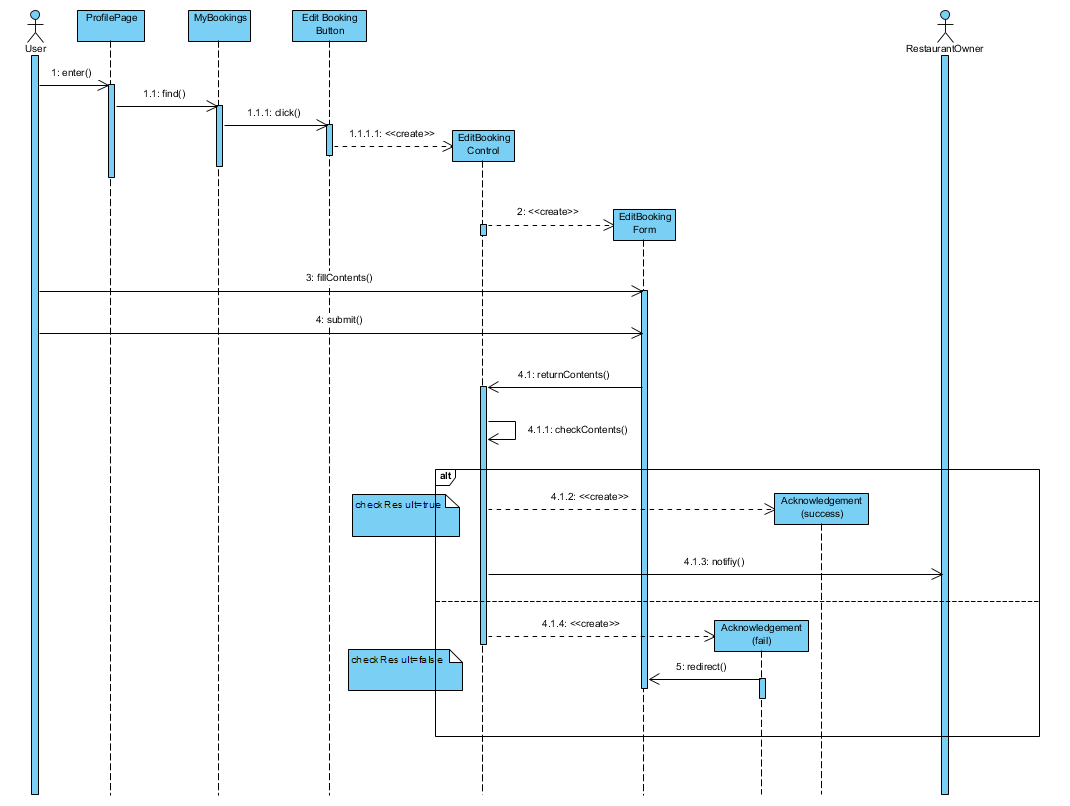 ProfilePage
MyBookings
Edit Booking
Button
User
RestaurantOwner
1: enter()
1.1: find()
1.1.1: click()
1.1.1.1: <<create>>
EditBooking
Control
2: <<create>>
EditBooking
Form
3: fillContents()
4: submit()
4.1: returnContents()
4.1.1: checkContents()
alt
checkResult=true
4.1.2: <<create>>
Acknowledgement
(success)
4.1.3: notifiy()
4.1.4: <<create>>
Acknowledgement
(fail)
checkResult=false
5: redirect()